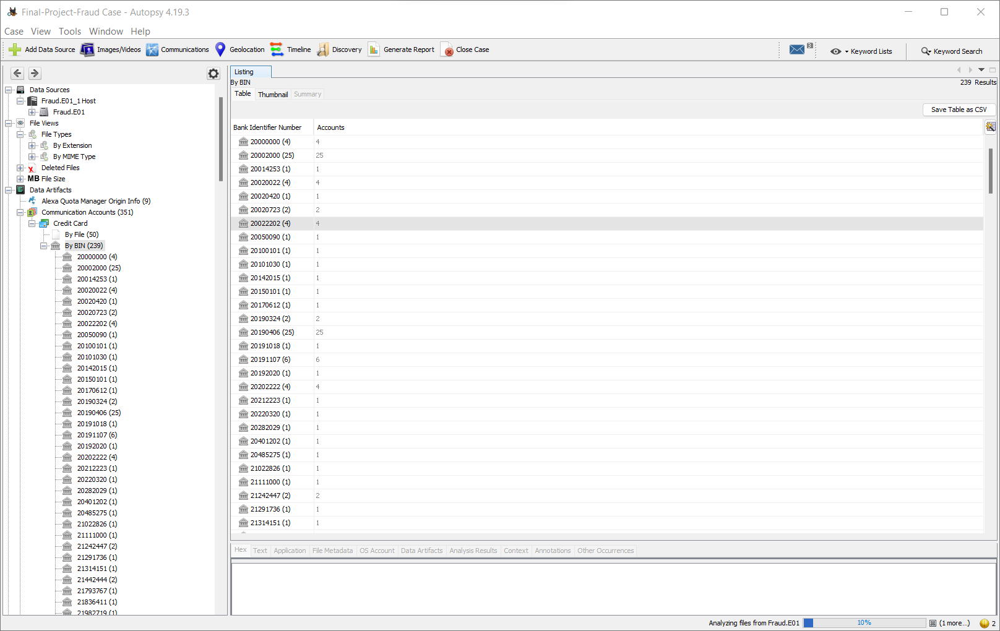 Final-Project-Fraud Case - Autopsy 4.19.3
Case View Tools Window Help
Add Data Source Images/Videos Communications Geolocation Timeline Discovery Generate Report Close Case 3 Keyword Lists Keyword Search
Data Sources
Fraud.E01_1 Host
Fraud.E01
File Views
File Types
By Extension
By MIME Type
Deleted Files
MB File Size
Data Artifacts
Alexa Quota Manager Origin Info (9)
Communication Accounts (351)
Credit Card
By File (50)
By BIN (239)
20000000 (4)
20002000 (25)
20014253 (1)
20020022 (4)
20020420 (1)
20020723 (2)
20022202 (4)
20050090 (1)
20100101 (1)
20101030 (1)
20142015 (1)
20150101 (1)
20170612 (1)
20190324 (2)
20190406 (25)
20191018 (1)
20191107 (6)
20192020 (1)
20202222 (4)
20212223 (1)
20220320 (1)
20282029 (1)
20401202 (1)
20485275 (1)
21022826 (1)
21111000 (1)
21242447 (2)
21291736 (1)
21314151 (1)
21442444 (2)
21793767 (1)
21836411 (1)
21982719 (1)
Listing
By BIN 239 Results
Table Thumbnail Summary
Save Table as CSV
Bank Identifier Number Accounts
20000000 (4) 4
20002000 (25) 25
20014253 (1) 1
20020022 (4) 4
20020420 (1) 1
20020723 (2) 2
20022202 (4) 4
20050090 (1) 1
20100101 (1) 1
20101030 (1) 1
20142015 (1) 1
20150101 (1) 1
20170612 (1) 1
20190324 (2) 2
20190406 (25) 25
20191018 (1) 1
20191107 (6) 6
20192020 (1) 1
20202222 (4) 4
20212223 (1) 1
20220320 (1) 1
20282029 (1) 1
20401202 (1) 1
20485275 (1) 1
21022826 (1) 1
21111000 (1) 1
21242447 (2) 2
21291736 (1) 1
21314151 (1) 1
Hex Text Application File Metadata OS Account Data Artifacts Analysis Results Context Annotations Other Occurrences
Analyzing files from Fraud.E01 10% (1 more...) 2